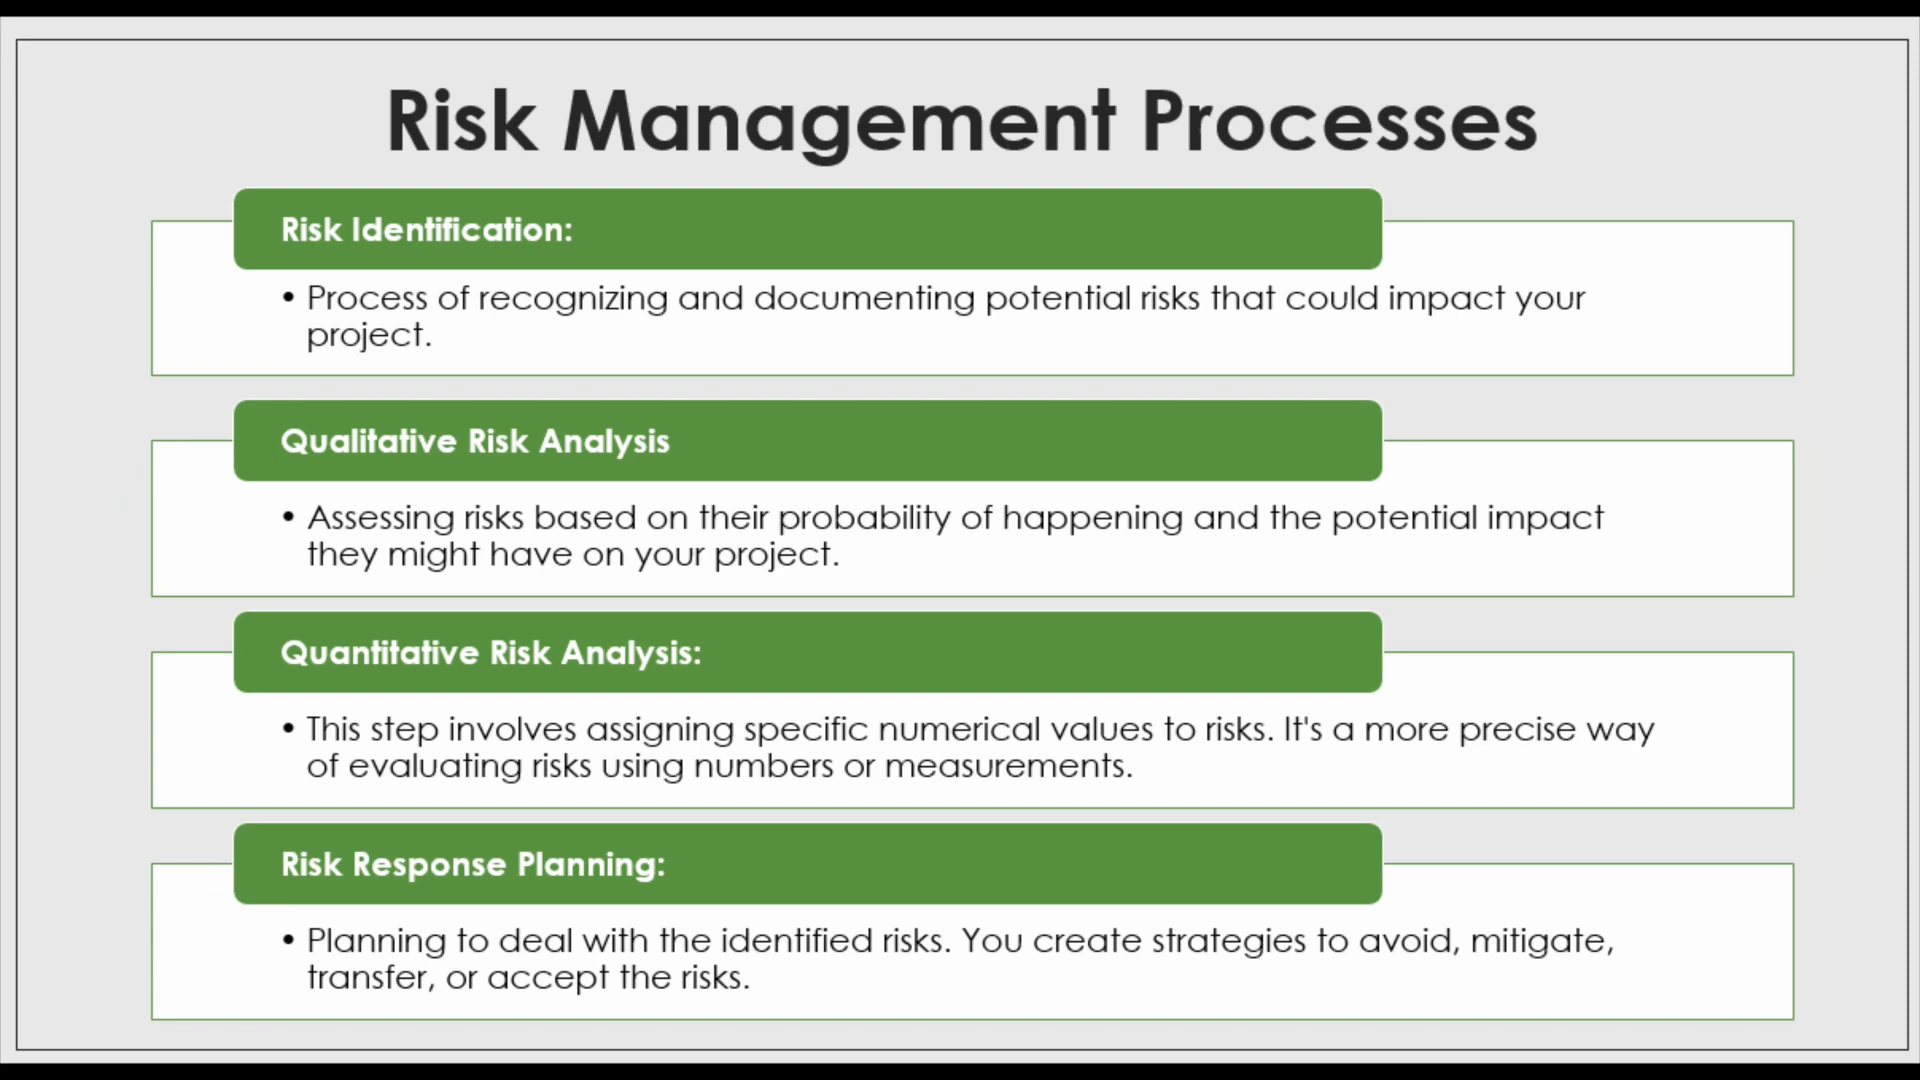 Risk Management Processes
Risk Identification:
• Process of recognizing and documenting potential risks that could impact your
project.
Qualitative Risk Analysis
• Assessing risks based on their probability of happening and the potential impact
they might have on your project.
Quantitative Risk Analysis:
• This step involves assigning specific numerical values to risks. It's a more precise way
of evaluating risks using numbers or measurements.
Risk Response Planning:
• Planning to deal with the identified risks. You create strategies to avoid, mitigate,
transfer, or accept the risks.